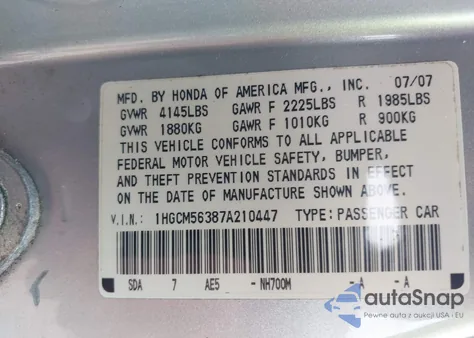 MFD. BY HONDA OF AMERICA MFG., INC. 07/07
GVWR 4145LBS GAWR F 2225LBS R 1985LBS
GVWR 1880KG GAWR F 1010KG R 900KG
THIS VEHICLE CONFORMS TO ALL APPLICABLE
FEDERAL MOTOR VEHICLE SAFETY, BUMPER,
AND THEFT PREVENTION STANDARDS IN EFFECT
ON THE DATE OF MANUFACTURE SHOWN ABOVE.
V.I.N: 1HGCM56387A210447 TYPE: PASSENGER CAR
SDA 7 AE5 - NH700M - A - A
autoSnap
Pewne auta z aukcji USA - EU